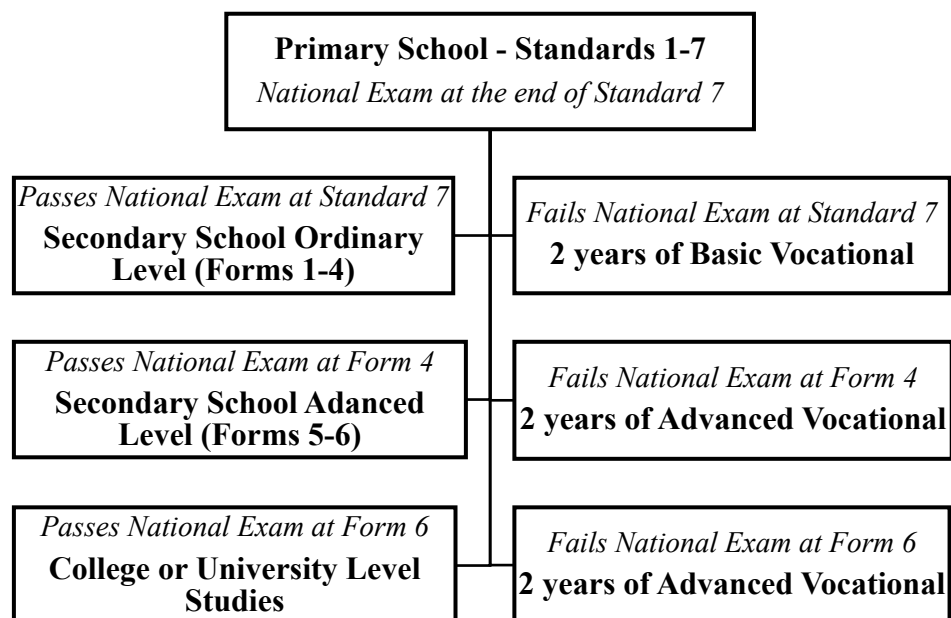 Primary School - Standards 1-7
National Exam at the end of Standard 7
Passes National Exam at Standard 7
Secondary School Ordinary
Level (Forms 1-4)
Fails National Exam at Standard 7
2 years of Basic Vocational
Passes National Exam at Form 4
Secondary School Adanced
Level (Forms 5-6)
Fails National Exam at Form 4
2 years of Advanced Vocational
Passes National Exam at Form 6
College or University Level
Studies
Fails National Exam at Form 6
2 years of Advanced Vocational